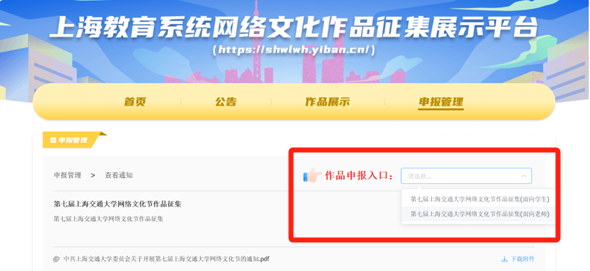 上海教育系统网络文化作品征集展示平台
(https://shwlwh.yiban.cn/)
首页 公告 作品展示 申报管理
申报管理
申报管理 > 查看通知
作品申报入口：
请选择...
第七届上海交通大学网络文化节作品征集(面向学生)
第七届上海交通大学网络文化节作品征集(面向老师)
第七届上海交通大学网络文化节作品征集
第七届上海交通大学网络文化节作品征集
中共上海交通大学委员会关于开展第七届上海交通大学网络文化节的通知.pdf
下载附件